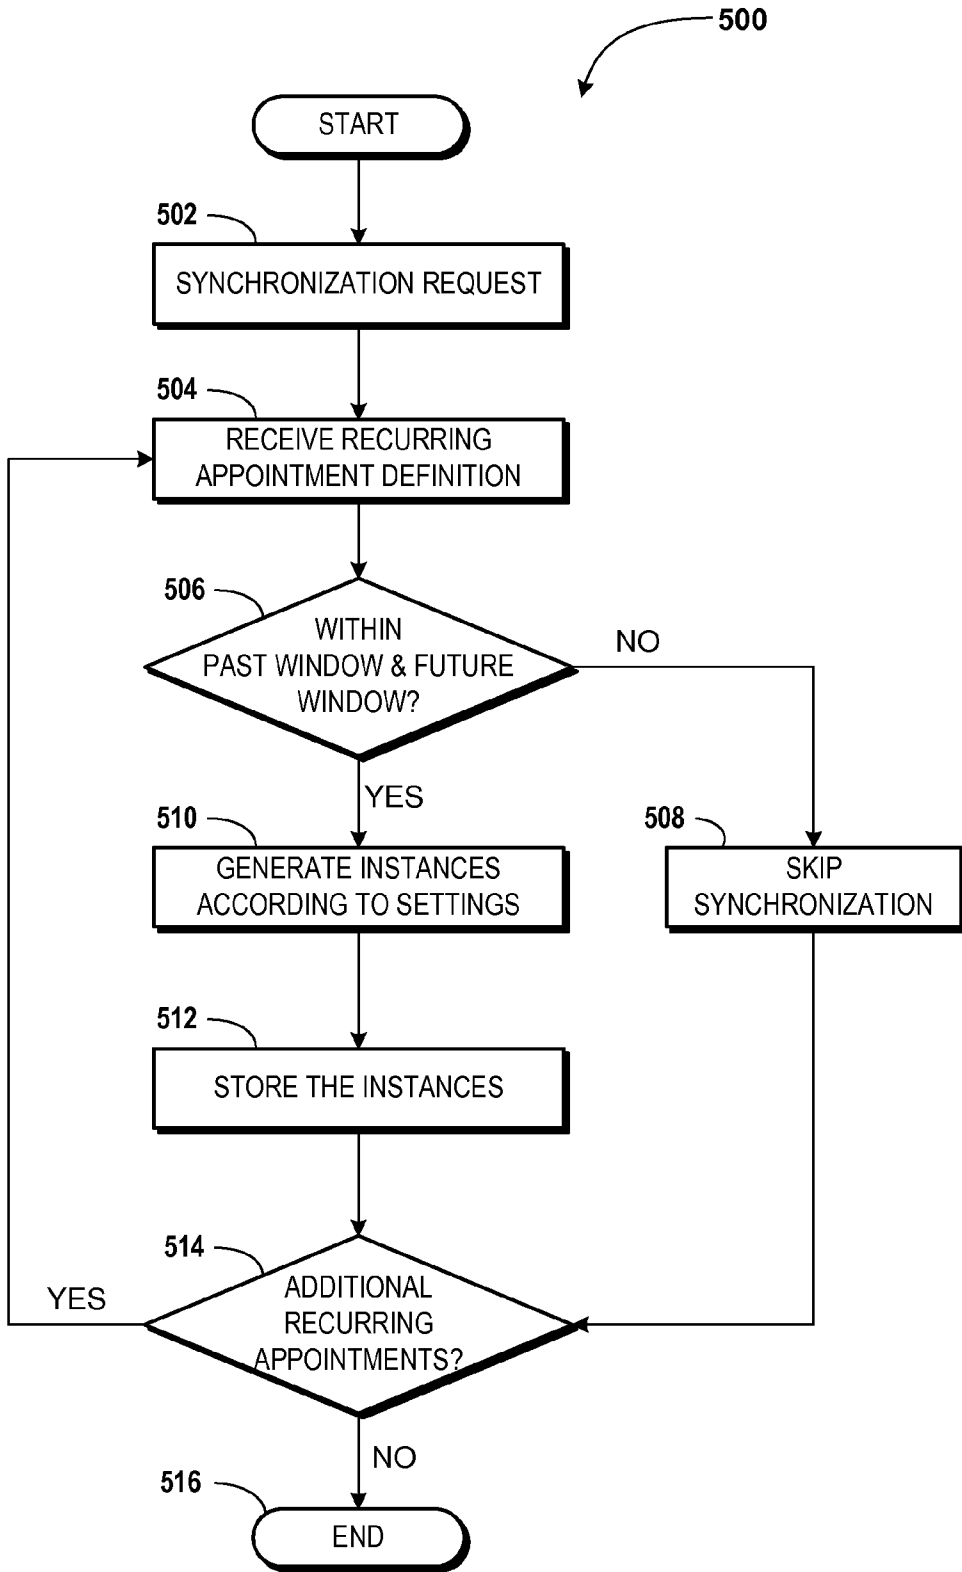 500
START
502
SYNCHRONIZATION REQUEST
504
RECEIVE RECURRING
APPOINTMENT DEFINITION
506
WITHIN
PAST WINDOW & FUTURE
WINDOW?
NO
YES
510
GENERATE INSTANCES
ACCORDING TO SETTINGS
508
SKIP
SYNCHRONIZATION
512
STORE THE INSTANCES
514
ADDITIONAL
RECURRING
APPOINTMENTS?
YES
NO
516
END